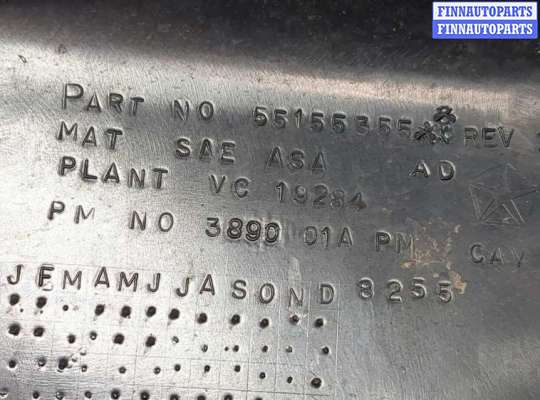 FINNAUTOPARTS
FINNAUTOPARTS
PART NO 55155355 REV
MAT SAE ASA AD
PLANT VC 19284
PM NO 3890 01A PM CAV
JFMAMJJASOND 8255